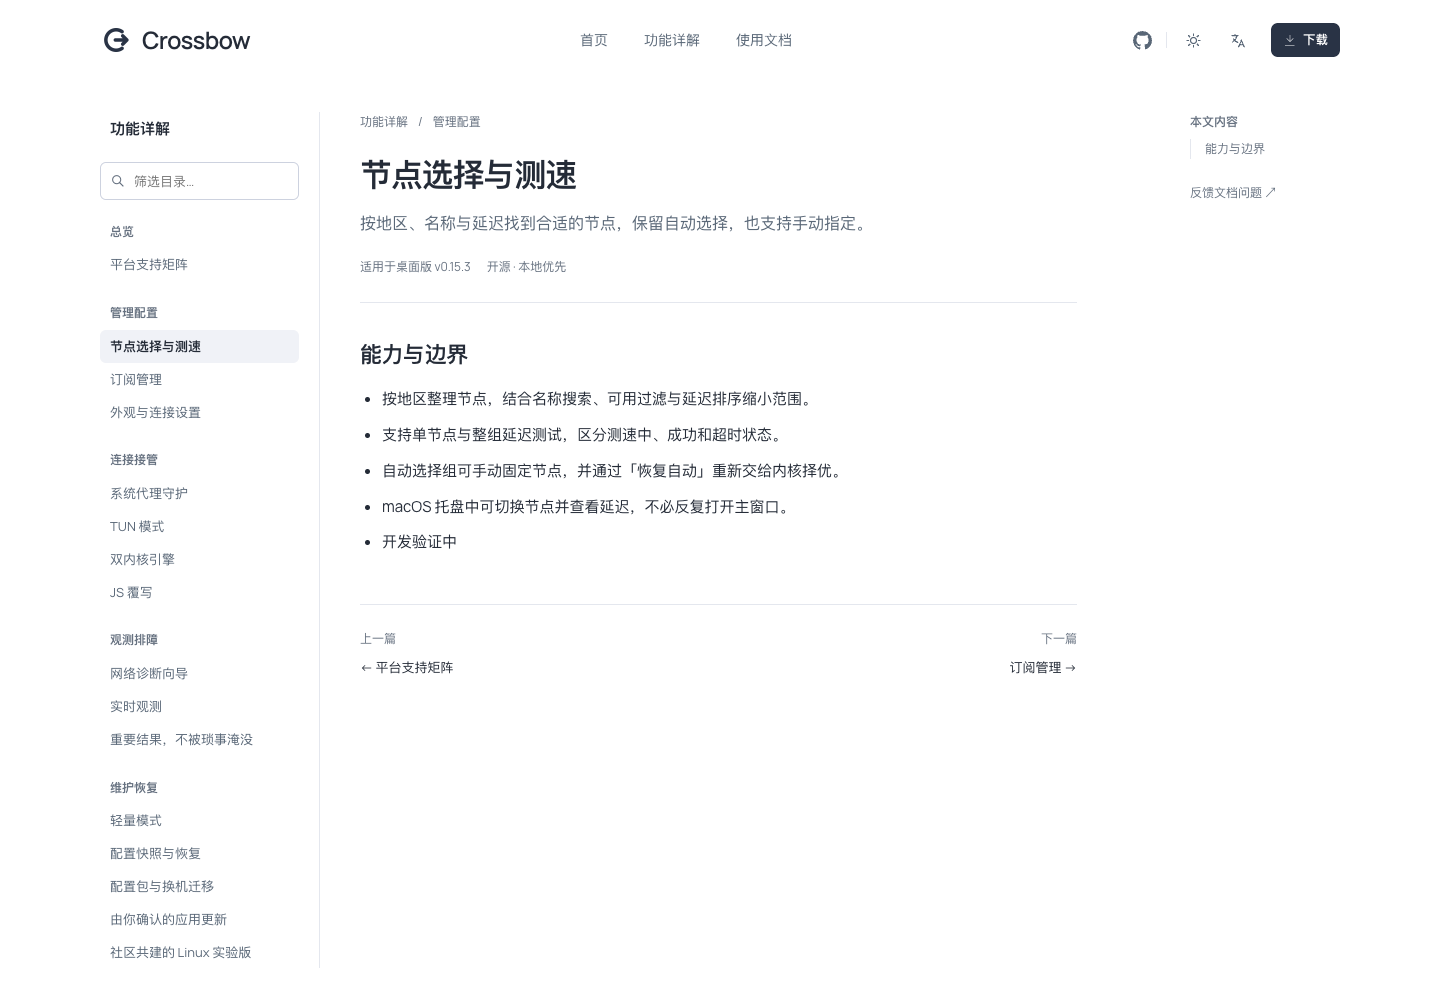 Crossbow
首页
功能详解
使用文档
下载
功能详解
筛选目录...
总览
平台支持矩阵
管理配置
节点选择与测速
订阅管理
外观与连接设置
连接接管
系统代理守护
TUN 模式
双内核引擎
JS 覆写
观测排障
网络诊断向导
实时观测
重要结果，不被琐事淹没
维护恢复
轻量模式
配置快照与恢复
配置包与换机迁移
由你确认的应用更新
社区共建的 Linux 实验版
功能详解 / 管理配置
节点选择与测速
按地区、名称与延迟找到合适的节点，保留自动选择，也支持手动指定。
适用于桌面版 v0.15.3 开源 · 本地优先
能力与边界
• 按地区整理节点，结合名称搜索、可用过滤与延迟排序缩小范围。
• 支持单节点与整组延迟测试，区分测速中、成功和超时状态。
• 自动选择组可手动固定节点，并通过「恢复自动」重新交给内核择优。
• macOS 托盘中可切换节点并查看延迟，不必反复打开主窗口。
• 开发验证中
上一篇
← 平台支持矩阵
下一篇
订阅管理 →
本文内容
能力与边界
反馈文档问题 ↗